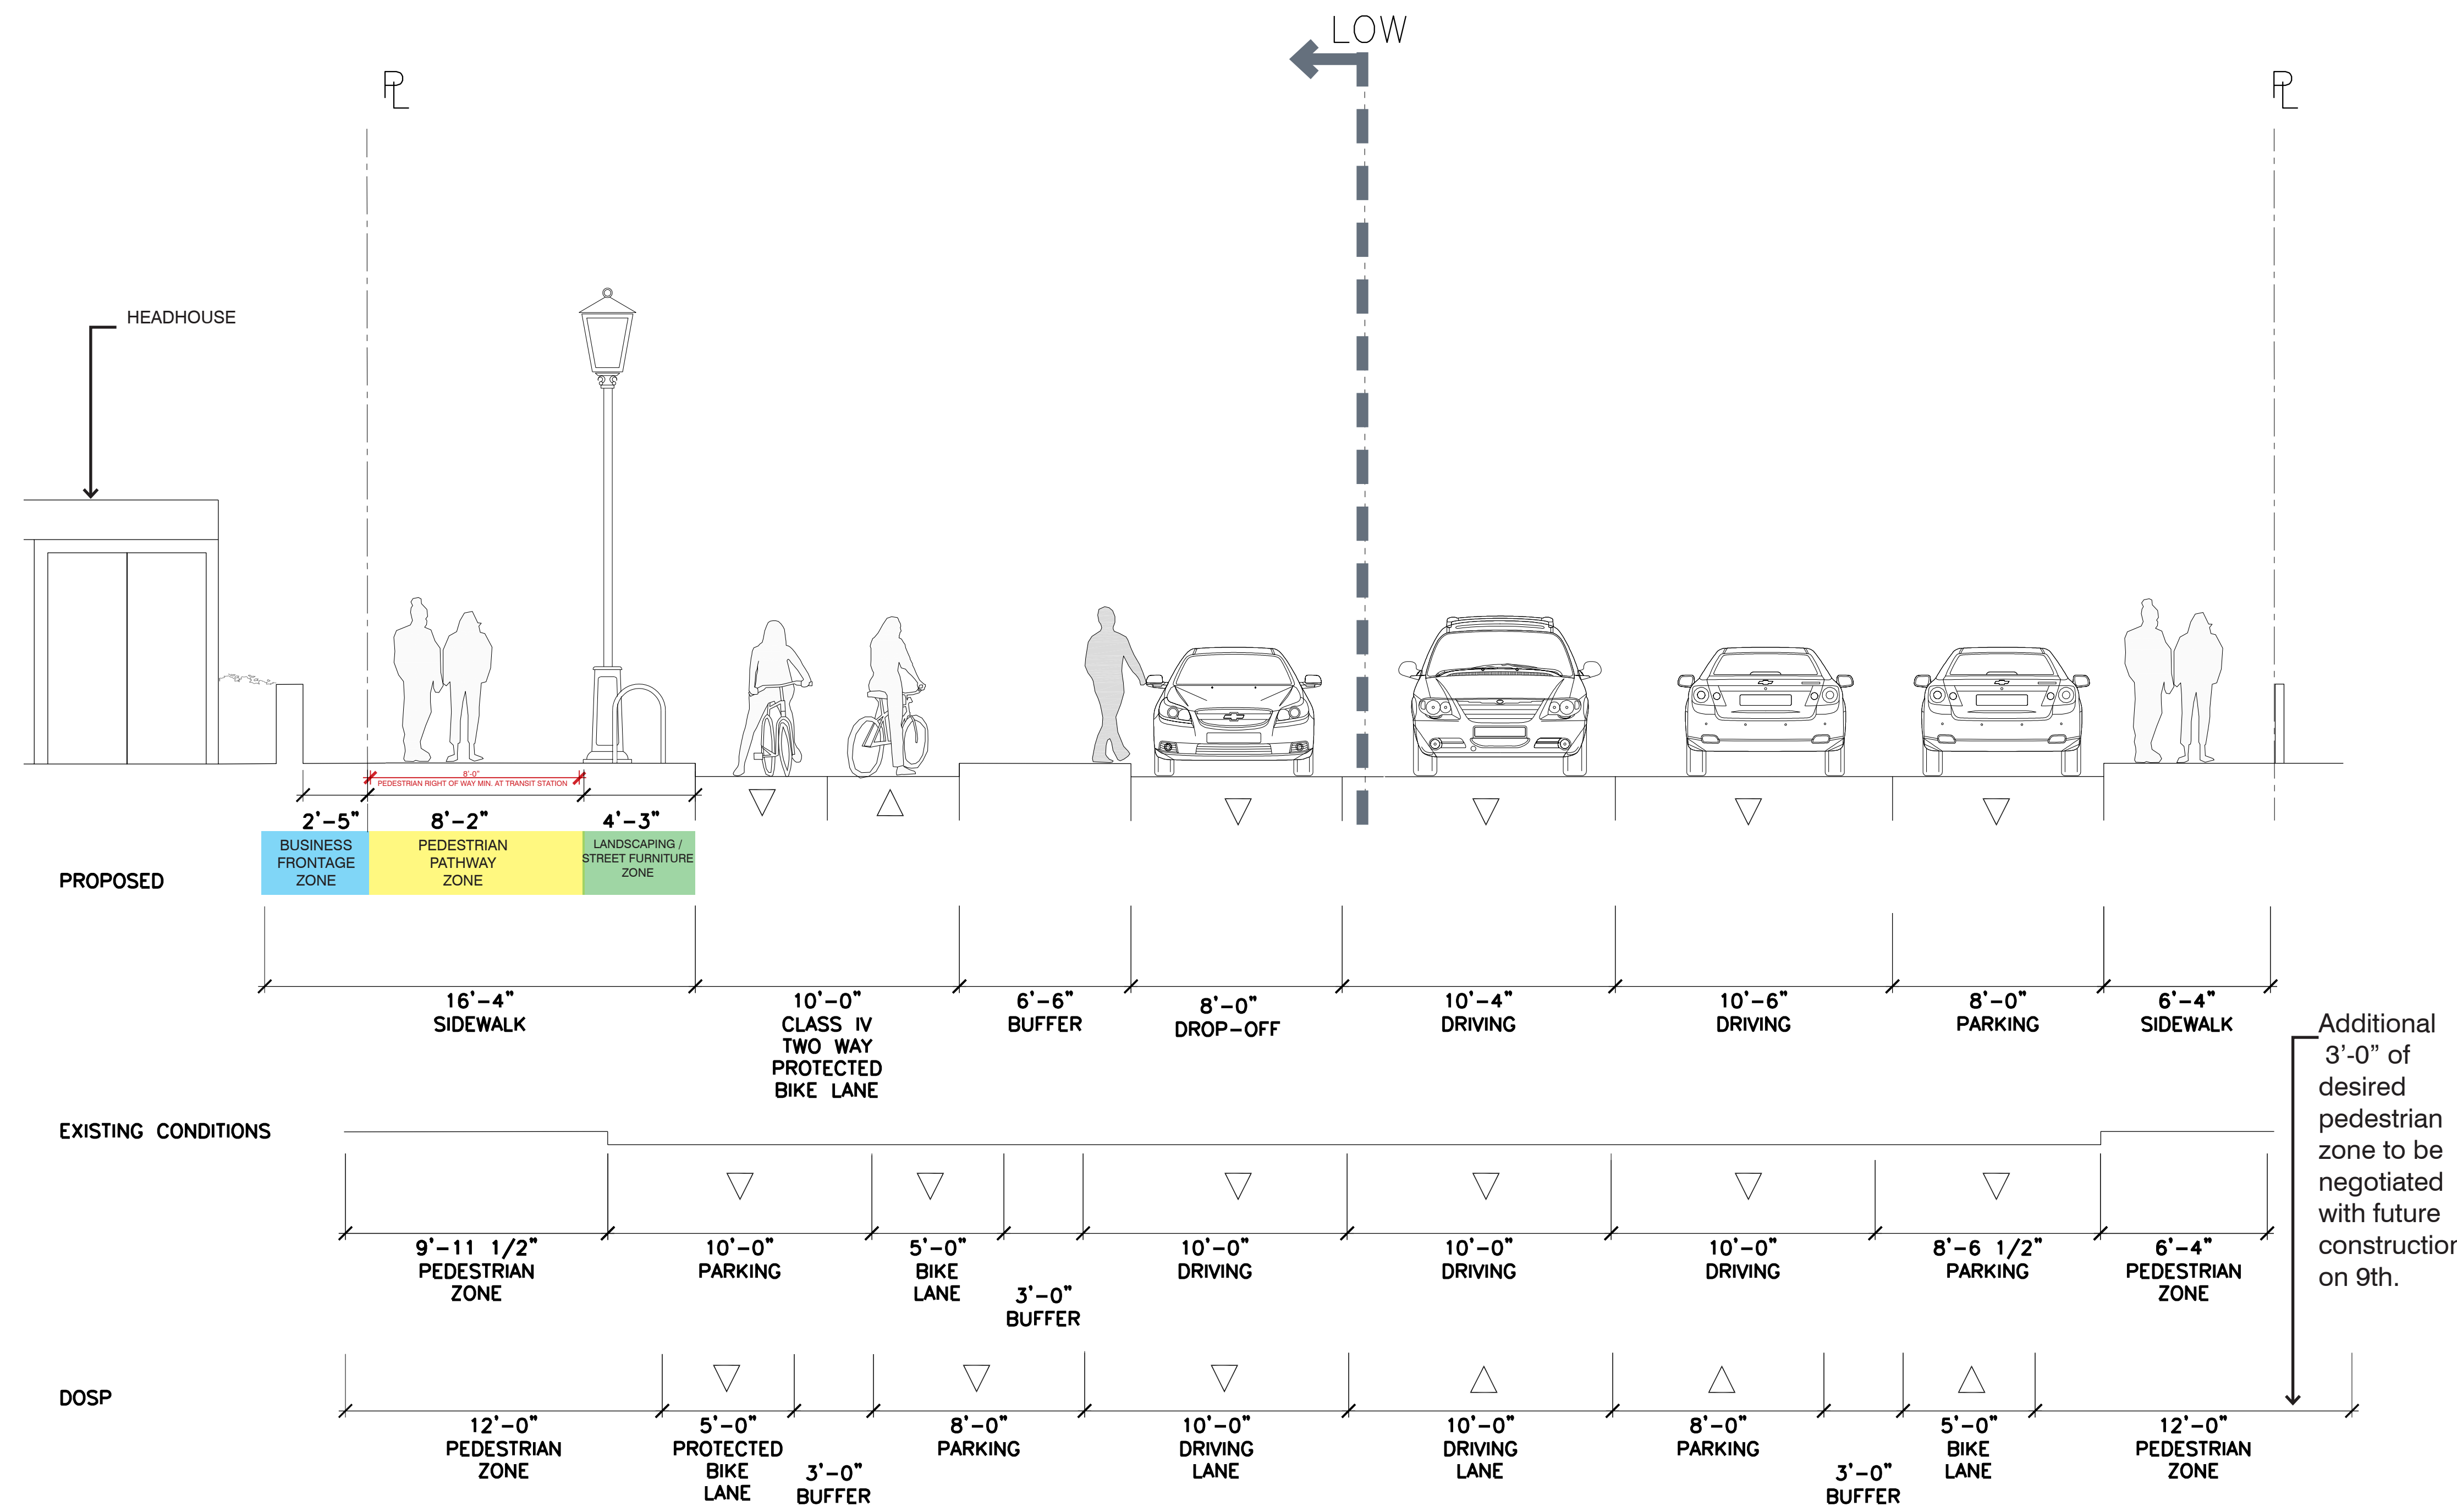 LOW
PL
PL
HEADHOUSE
8'-0"
PEDESTRIAN RIGHT OF WAY MIN. AT TRANSIT STATION
2'-5"
8'-2"
4'-3"
BUSINESS
FRONTAGE
ZONE
PEDESTRIAN
PATHWAY
ZONE
LANDSCAPING /
STREET FURNITURE
ZONE
PROPOSED
16'-4"
SIDEWALK
10'-0"
CLASS IV
TWO WAY
PROTECTED
BIKE LANE
6'-6"
BUFFER
8'-0"
DROP-OFF
10'-4"
DRIVING
10'-6"
DRIVING
8'-0"
PARKING
6'-4"
SIDEWALK
Additional
3'-0" of
desired
pedestrian
zone to be
negotiated
with future
construction
on 9th.
EXISTING CONDITIONS
9'-11 1/2"
PEDESTRIAN
ZONE
10'-0"
PARKING
5'-0"
BIKE
LANE
3'-0"
BUFFER
10'-0"
DRIVING
10'-0"
DRIVING
10'-0"
DRIVING
8'-6 1/2"
PARKING
6'-4"
PEDESTRIAN
ZONE
DOSP
12'-0"
PEDESTRIAN
ZONE
5'-0"
PROTECTED
BIKE
LANE
3'-0"
BUFFER
8'-0"
PARKING
10'-0"
DRIVING
LANE
10'-0"
DRIVING
LANE
8'-0"
PARKING
3'-0"
BUFFER
5'-0"
BIKE
LANE
12'-0"
PEDESTRIAN
ZONE